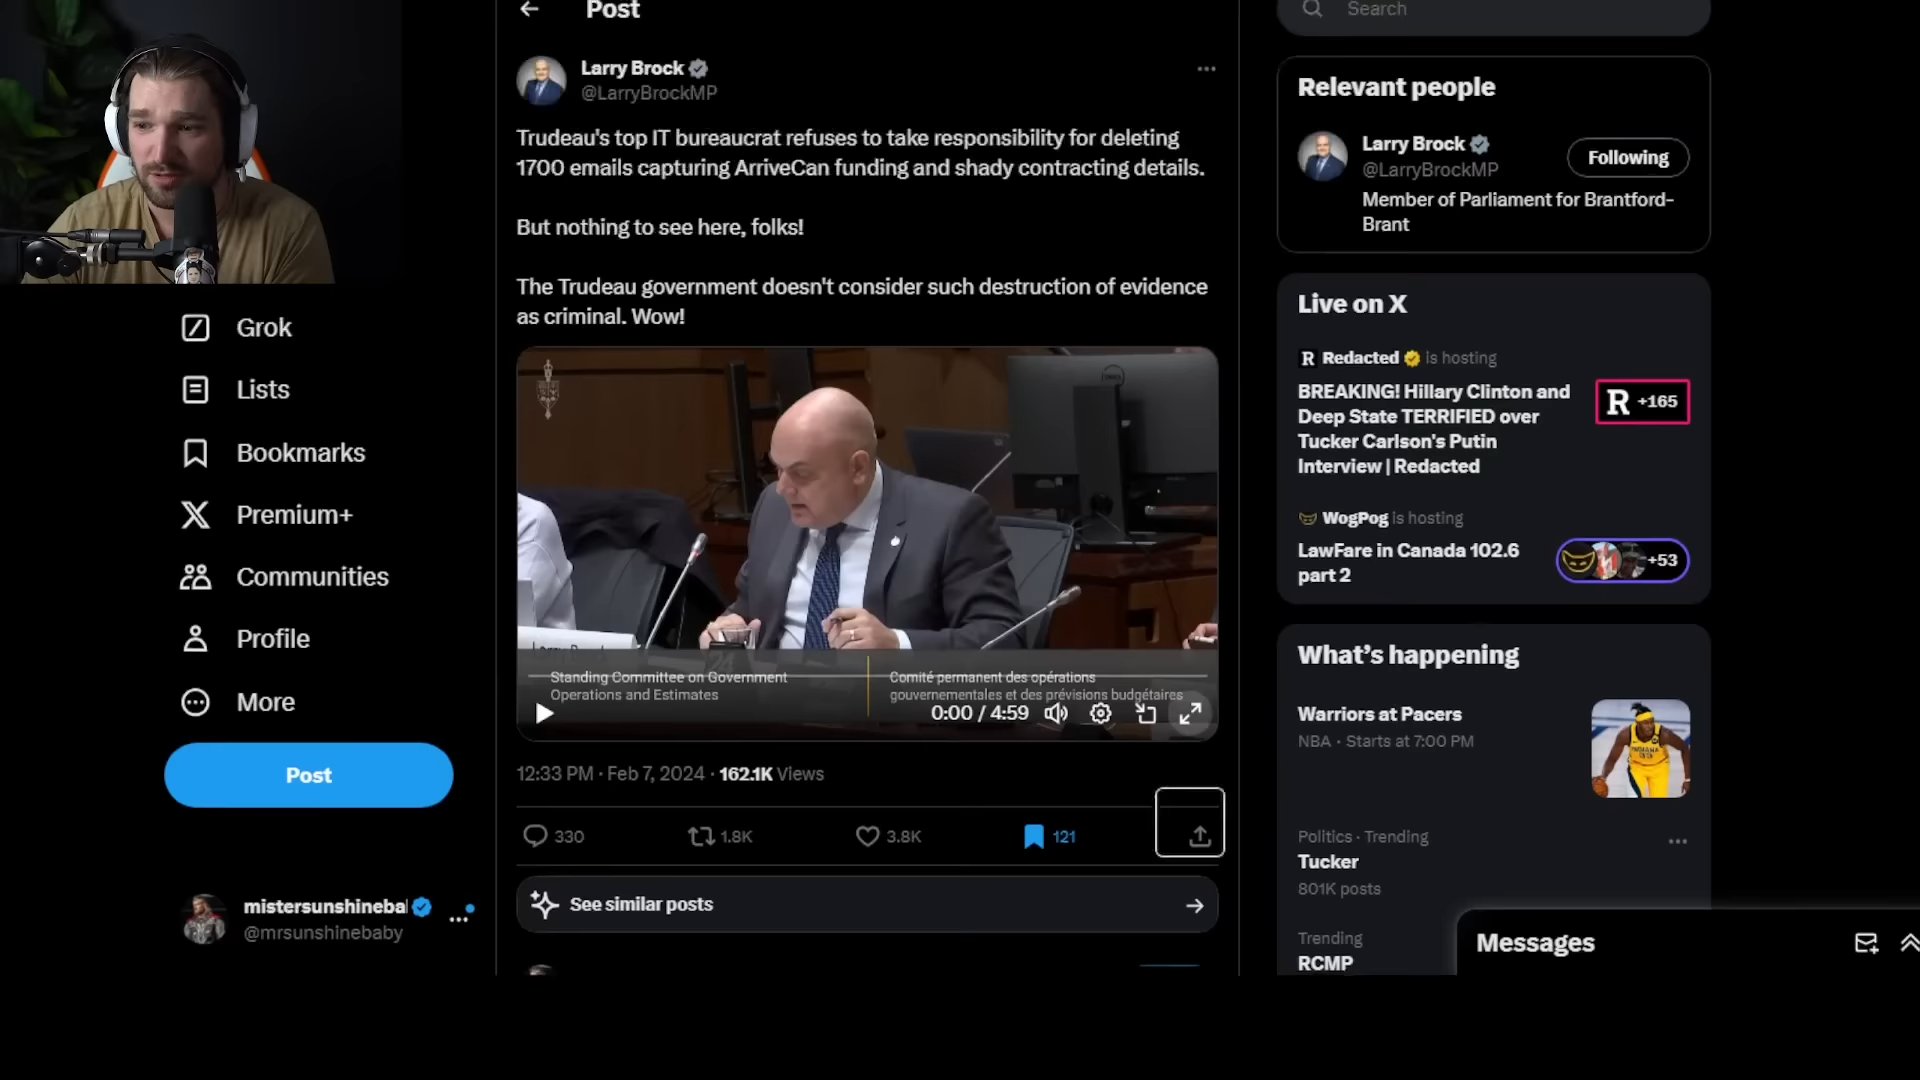 Post
Search
Larry Brock
@LarryBrockMP
Trudeau's top IT bureaucrat refuses to take responsibility for deleting
1700 emails capturing ArriveCan funding and shady contracting details.
But nothing to see here, folks!
The Trudeau government doesn't consider such destruction of evidence
as criminal. Wow!
DELL
Larry Brock
Standing Committee on Government
Operations and Estimates
Comité permanent des opérations
gouvernementales et des prévisions budgétaires
0:00 / 4:59
12:33 PM · Feb 7, 2024 · 162.1K Views
330
1.8K
3.8K
121
See similar posts
Grok
Lists
Bookmarks
Premium+
Communities
Profile
More
Post
mistersunshineba
@mrsunshinebaby
Relevant people
Larry Brock
@LarryBrockMP
Following
Member of Parliament for Brantford-
Brant
Live on X
R Redacted is hosting
BREAKING! Hillary Clinton and
Deep State TERRIFIED over
Tucker Carlson's Putin
Interview | Redacted
R +165
WogPog is hosting
LawFare in Canada 102.6
part 2
+53
What's happening
Warriors at Pacers
NBA · Starts at 7:00 PM
Politics · Trending
Tucker
801K posts
Trending
RCMP
Messages